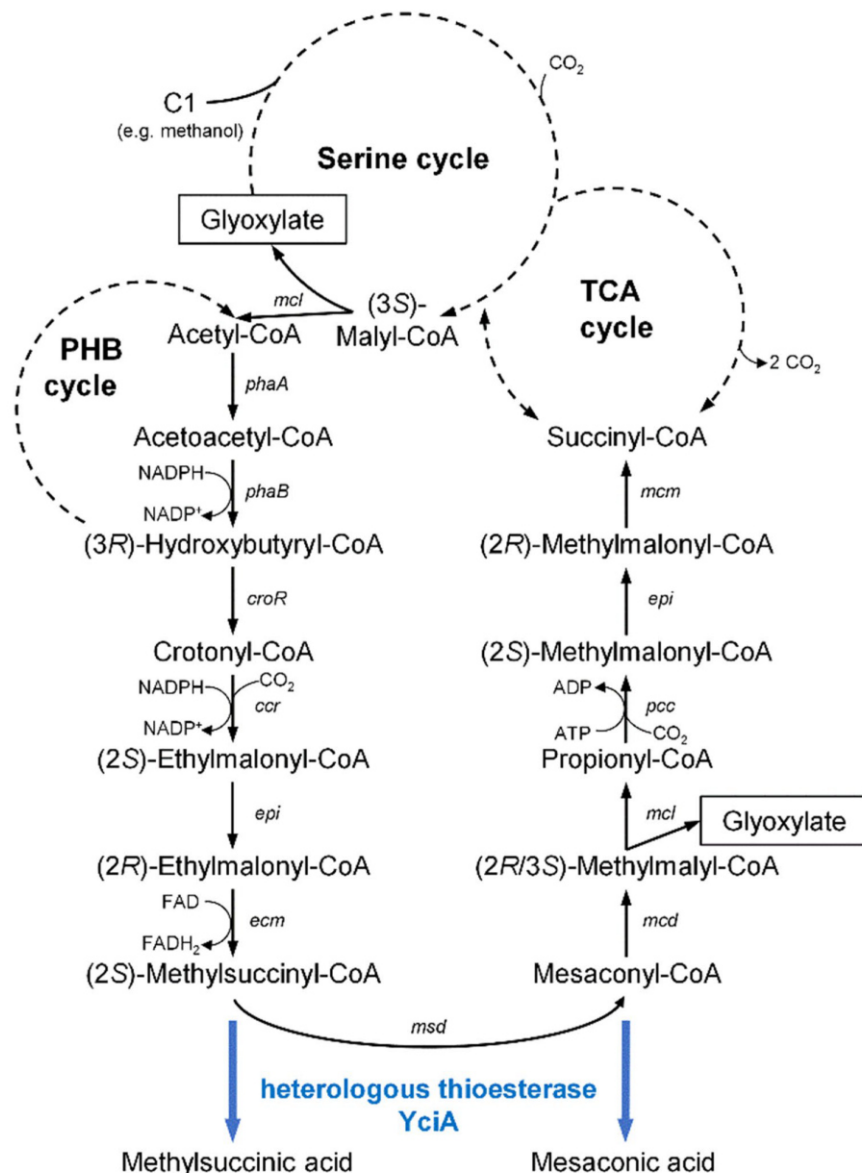 CO2
C1
(e.g. methanol)
Serine cycle
Glyoxylate
mcl
(3S)-
Malyl-CoA
Acetyl-CoA
TCA
cycle
2 CO2
PHB
cycle
phaA
Acetoacetyl-CoA
NADPH
phaB
NADP+
(3R)-Hydroxybutyryl-CoA
croR
Crotonyl-CoA
NADPH
CO2
ccr
NADP+
(2S)-Ethylmalonyl-CoA
epi
(2R)-Ethylmalonyl-CoA
FAD
ecm
FADH2
(2S)-Methylsuccinyl-CoA
msd
Succinyl-CoA
mcm
(2R)-Methylmalonyl-CoA
epi
(2S)-Methylmalonyl-CoA
ADP
pcc
ATP
CO2
Propionyl-CoA
mcl
Glyoxylate
(2R/3S)-Methylmalyl-CoA
mcd
Mesaconyl-CoA
heterologous thioesterase
YciA
Methylsuccinic acid
Mesaconic acid